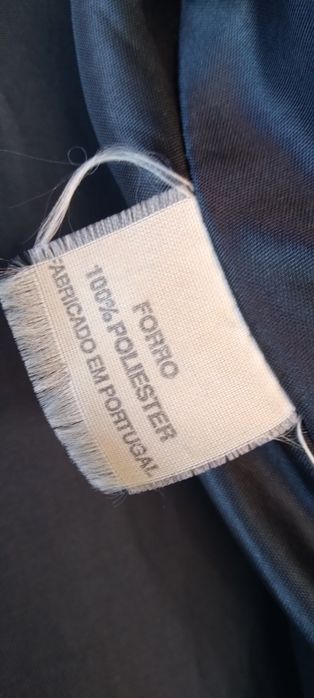 FORRO
100% POLIESTER
FABRICADO EM PORTUGAL